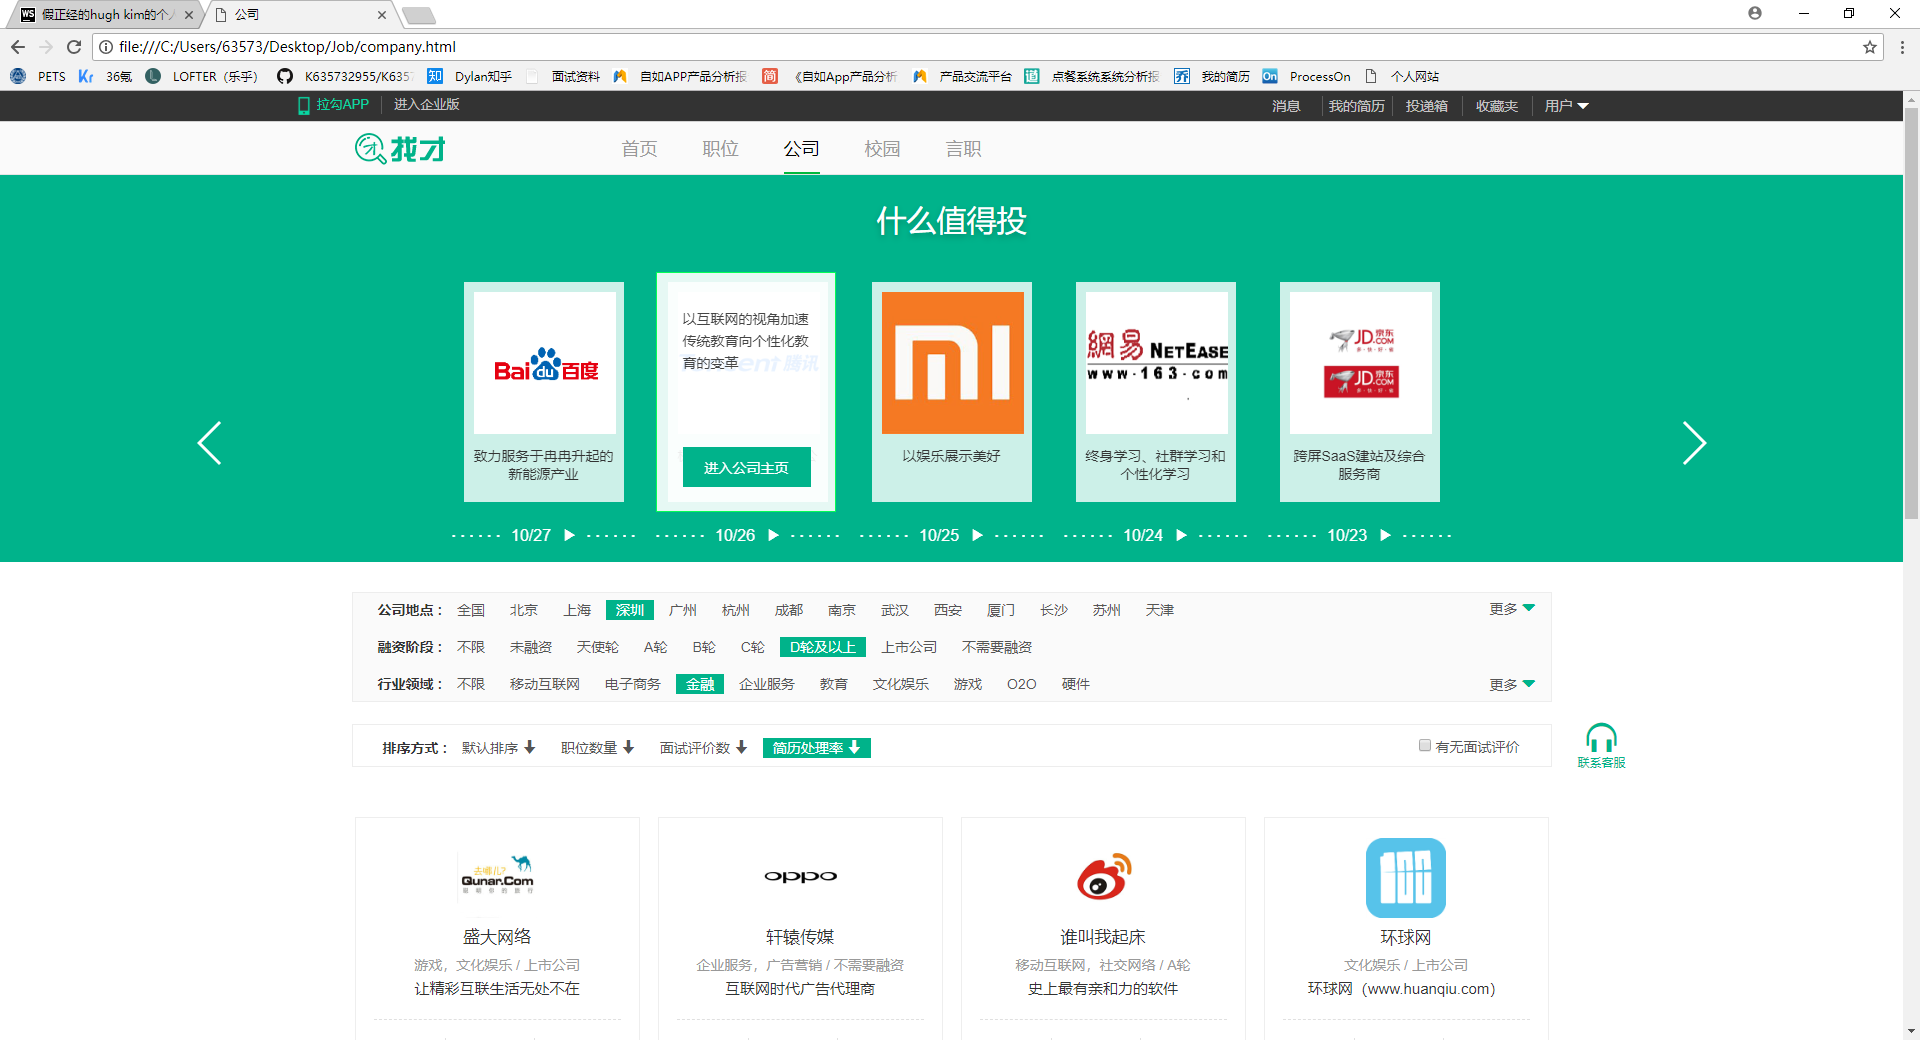 假正经的hugh kim的个人
公司
file:///C:/Users/63573/Desktop/Job/company.html
PETS 36氪 LOFTER（乐乎） K635732955/K6357 Dylan知乎 面试资料 自如APP产品分析报 《自如App产品分析 产品交流平台 点餐系统系统分析报 我的简历 ProcessOn 个人网站
拉勾APP 进入企业版 消息 我的简历 投递箱 收藏夹 用户
找才 首页 职位 公司 校园 言职
什么值得投
Bai du 百度
致力服务于冉冉升起的
新能源产业
以互联网的视角加速
传统教育向个性化教
育的变革
腾讯
进入公司主页
mi
以娱乐展示美好
網易 NETEASE
www.163.com
终身学习、社群学习和
个性化学习
JD.COM 京东
多·快·好·省
JD.COM 京东
多·快·好·省
跨屏SaaS建站及综合
服务商
10/27 10/26 10/25 10/24 10/23
公司地点： 全国 北京 上海 深圳 广州 杭州 成都 南京 武汉 西安 厦门 长沙 苏州 天津 更多
融资阶段： 不限 未融资 天使轮 A轮 B轮 C轮 D轮及以上 上市公司 不需要融资
行业领域： 不限 移动互联网 电子商务 金融 企业服务 教育 文化娱乐 游戏 O2O 硬件 更多
排序方式： 默认排序 职位数量 面试评价数 简历处理率 有无面试评价
联系客服
去哪儿?
Qunar.Com
聪明你的旅行
盛大网络
游戏，文化娱乐 / 上市公司
让精彩互联生活无处不在
oppo
轩辕传媒
企业服务，广告营销 / 不需要融资
互联网时代广告代理商
谁叫我起床
移动互联网，社交网络 / A轮
史上最有亲和力的软件
环球网
文化娱乐 / 上市公司
环球网（www.huanqiu.com）